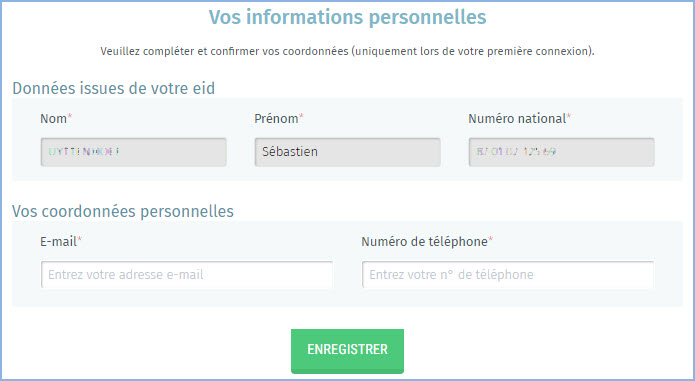 Vos informations personnelles
Veuillez compléter et confirmer vos coordonnées (uniquement lors de votre première connexion).
Données issues de votre eid
Nom* Prénom* Numéro national*
Sébastien
Vos coordonnées personnelles
E-mail* Numéro de téléphone*
Entrez votre adresse e-mail Entrez votre n° de téléphone
ENREGISTRER